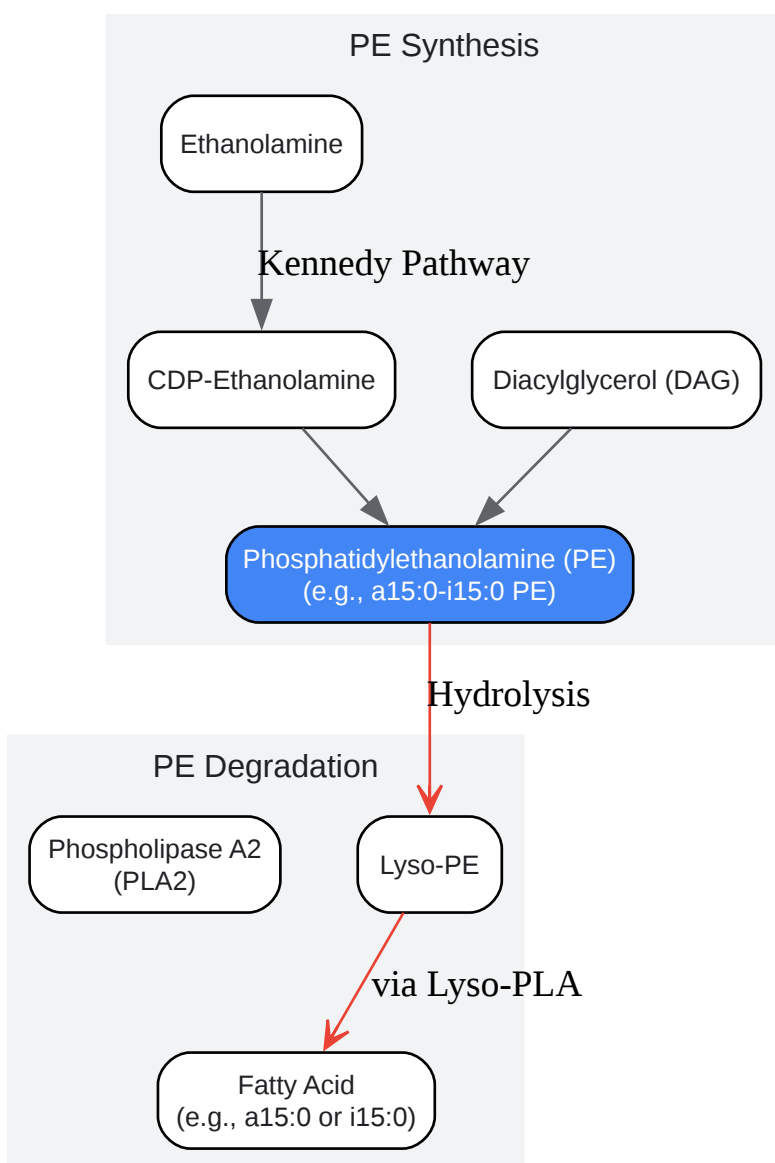 PE Synthesis
Ethanolamine
Kennedy Pathway
CDP-Ethanolamine
Diacylglycerol (DAG)
Phosphatidylethanolamine (PE)
(e.g., a15:0-i15:0 PE)
Hydrolysis
PE Degradation
Phospholipase A2
(PLA2)
Lyso-PE
via Lyso-PLA
Fatty Acid
(e.g., a15:0 or i15:0)